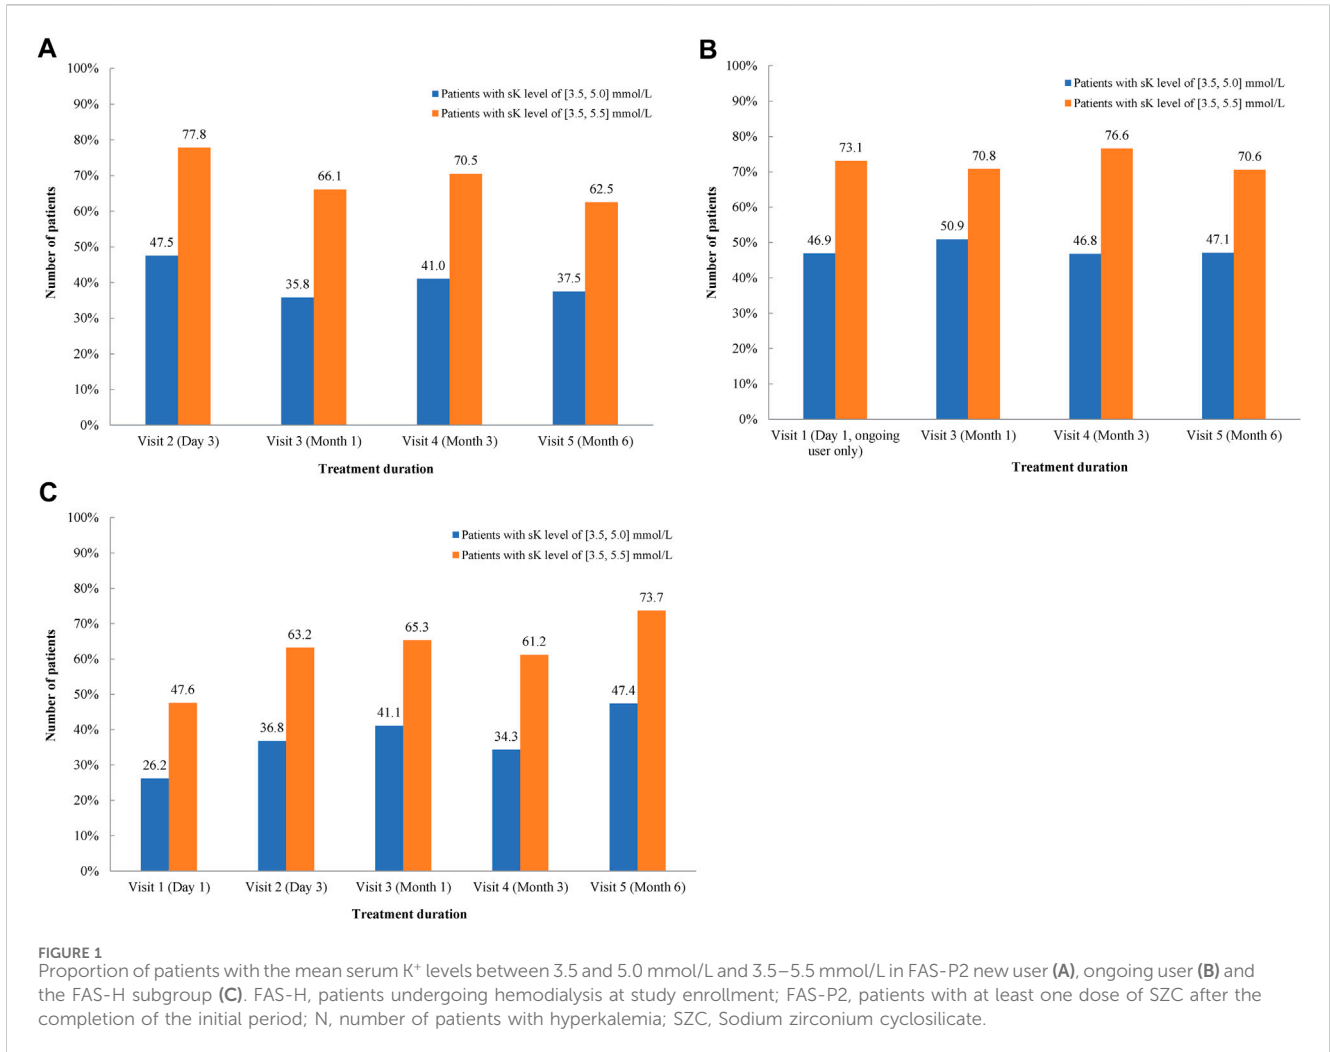 A
100%
90%
80%
70%
60%
50%
40%
30%
20%
10%
0%
Number of patients
Patients with sK level of [3.5, 5.0] mmol/L
Patients with sK level of [3.5, 5.5] mmol/L
47.5
77.8
35.8
66.1
41.0
70.5
37.5
62.5
Visit 2 (Day 3)
Visit 3 (Month 1)
Visit 4 (Month 3)
Visit 5 (Month 6)
Treatment duration
B
100%
90%
80%
70%
60%
50%
40%
30%
20%
10%
0%
Number of patients
Patients with sK level of [3.5, 5.0] mmol/L
Patients with sK level of [3.5, 5.5] mmol/L
46.9
73.1
50.9
70.8
46.8
76.6
47.1
70.6
Visit 1 (Day 1, ongoing
user only)
Visit 3 (Month 1)
Visit 4 (Month 3)
Visit 5 (Month 6)
Treatment duration
C
100%
90%
80%
70%
60%
50%
40%
30%
20%
10%
0%
Number of patients
Patients with sK level of [3.5, 5.0] mmol/L
Patients with sK level of [3.5, 5.5] mmol/L
26.2
47.6
36.8
63.2
41.1
65.3
34.3
61.2
47.4
73.7
Visit 1 (Day 1)
Visit 2 (Day 3)
Visit 3 (Month 1)
Visit 4 (Month 3)
Visit 5 (Month 6)
Treatment duration
FIGURE 1
Proportion of patients with the mean serum K⁺ levels between 3.5 and 5.0 mmol/L and 3.5–5.5 mmol/L in FAS-P2 new user (A), ongoing user (B) and
the FAS-H subgroup (C). FAS-H, patients undergoing hemodialysis at study enrollment; FAS-P2, patients with at least one dose of SZC after the
completion of the initial period; N, number of patients with hyperkalemia; SZC, Sodium zirconium cyclosilicate.